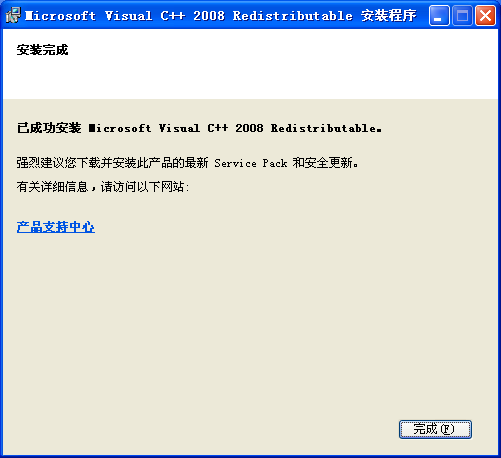 Microsoft Visual C++ 2008 Redistributable 安装程序
安装完成
已成功安装 Microsoft Visual C++ 2008 Redistributable。
强烈建议您下载并安装此产品的最新 Service Pack 和安全更新。
有关详细信息，请访问以下网站:
产品支持中心
完成(F)